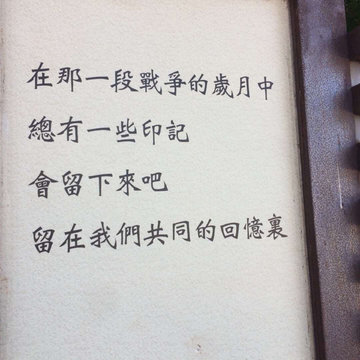 在那一段戰爭的歲月中
總有一些印記
會留下來吧
留在我們共同的回憶裏